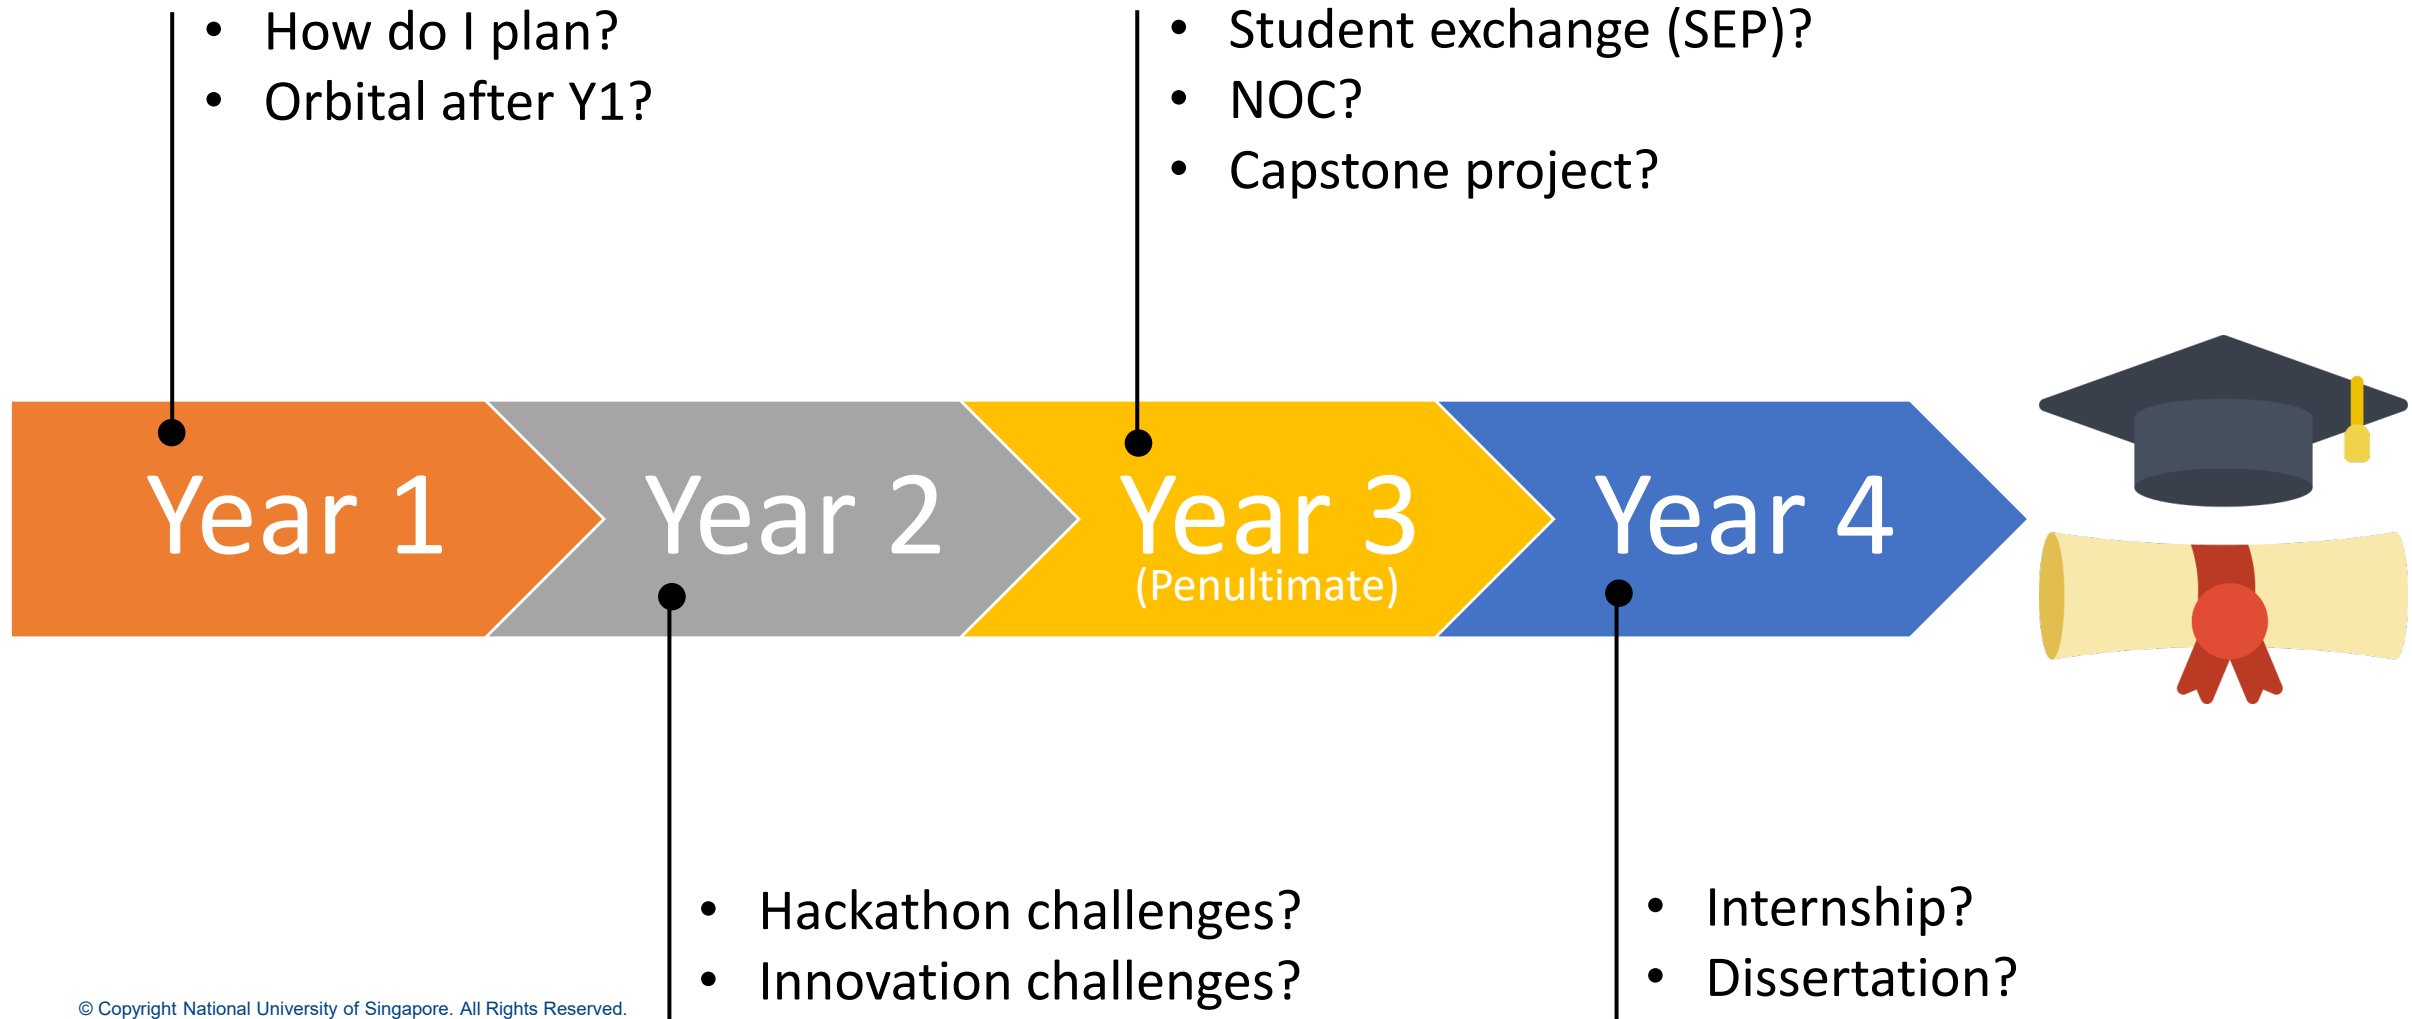 • How do I plan?
• Orbital after Y1?
• Student exchange (SEP)?
• NOC?
• Capstone project?
Year 1
Year 2
Year 3
(Penultimate)
Year 4
• Hackathon challenges?
• Innovation challenges?
• Internship?
• Dissertation?
© Copyright National University of Singapore. All Rights Reserved.